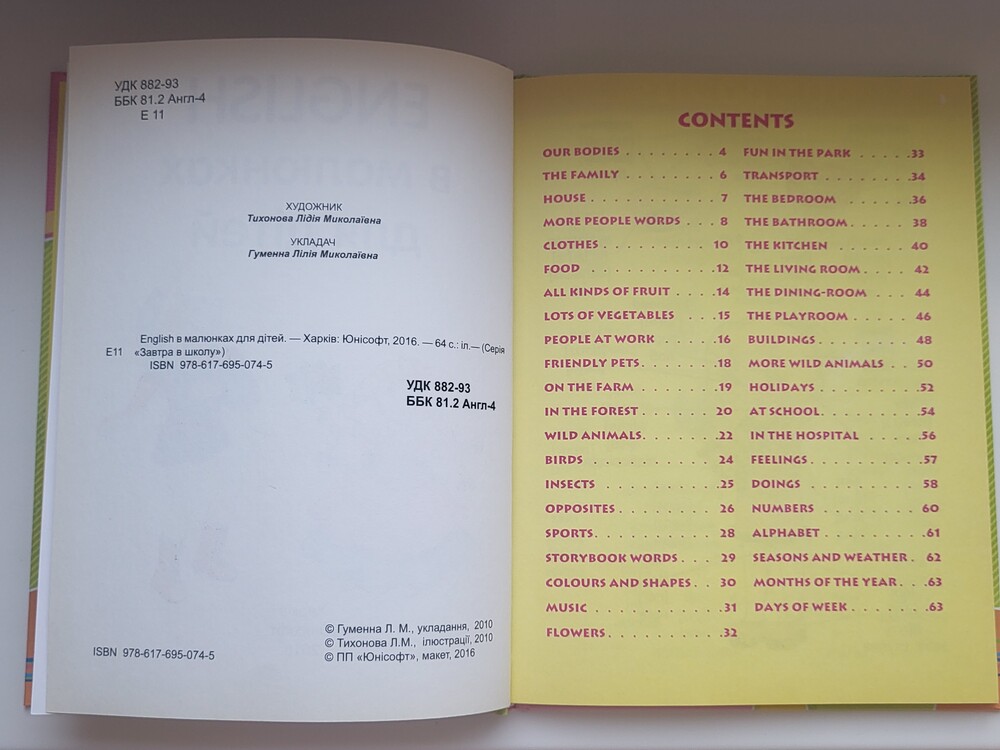 УДК 882-93
ББК 81.2 Англ-4
Е 11
ХУДОЖНИК
Тихонова Лідія Миколаївна
УКЛАДАЧ
Гуменна Лілія Миколаївна
English в малюнках для дітей. — Харків: Юнісофт, 2016. — 64 с.: іл.— (Серія
Е11 «Завтра в школу»)
ISBN 978-617-695-074-5
УДК 882-93
ББК 81.2 Англ-4
© Гуменна Л. М., укладання, 2010
© Тихонова Л.М., ілюстрації, 2010
© ПП «Юнісофт», макет, 2016
ISBN 978-617-695-074-5
CONTENTS
OUR BODIES . . . . . . . . 4
THE FAMILY . . . . . . . . 6
HOUSE . . . . . . . . . . . 7
MORE PEOPLE WORDS . . . 8
CLOTHES . . . . . . . . . 10
FOOD . . . . . . . . . . .12
ALL KINDS OF FRUIT . . . .14
LOTS OF VEGETABLES . . . .15
PEOPLE AT WORK . . . . . .16
FRIENDLY PETS. . . . . . .18
ON THE FARM . . . . . . .19
IN THE FOREST . . . . . . 20
WILD ANIMALS. . . . . . .22
BIRDS . . . . . . . . . . 24
INSECTS . . . . . . . . .25
OPPOSITES . . . . . . . . 26
SPORTS. . . . . . . . . . 28
STORYBOOK WORDS . . . 29
COLOURS AND SHAPES. . . 30
MUSIC . . . . . . . . . . 31
FLOWERS. . . . . . . . . .32
FUN IN THE PARK . . . . .33
TRANSPORT . . . . . . . .34
THE BEDROOM . . . . . . .36
THE BATHROOM. . . . . . 38
THE KITCHEN . . . . . . 40
THE LIVING ROOM . . . . 42
THE DINING-ROOM . . . 44
THE PLAYROOM . . . . . 46
BUILDINGS . . . . . . . . 48
MORE WILD ANIMALS . . 50
HOLIDAYS . . . . . . . .52
AT SCHOOL. . . . . . . .54
IN THE HOSPITAL . . . . .56
FEELINGS. . . . . . . . .57
DOINGS . . . . . . . . . 58
NUMBERS . . . . . . . . 60
ALPHABET . . . . . . . .61
SEASONS AND WEATHER . 62
MONTHS OF THE YEAR. . .63
DAYS OF WEEK . . . . . .63